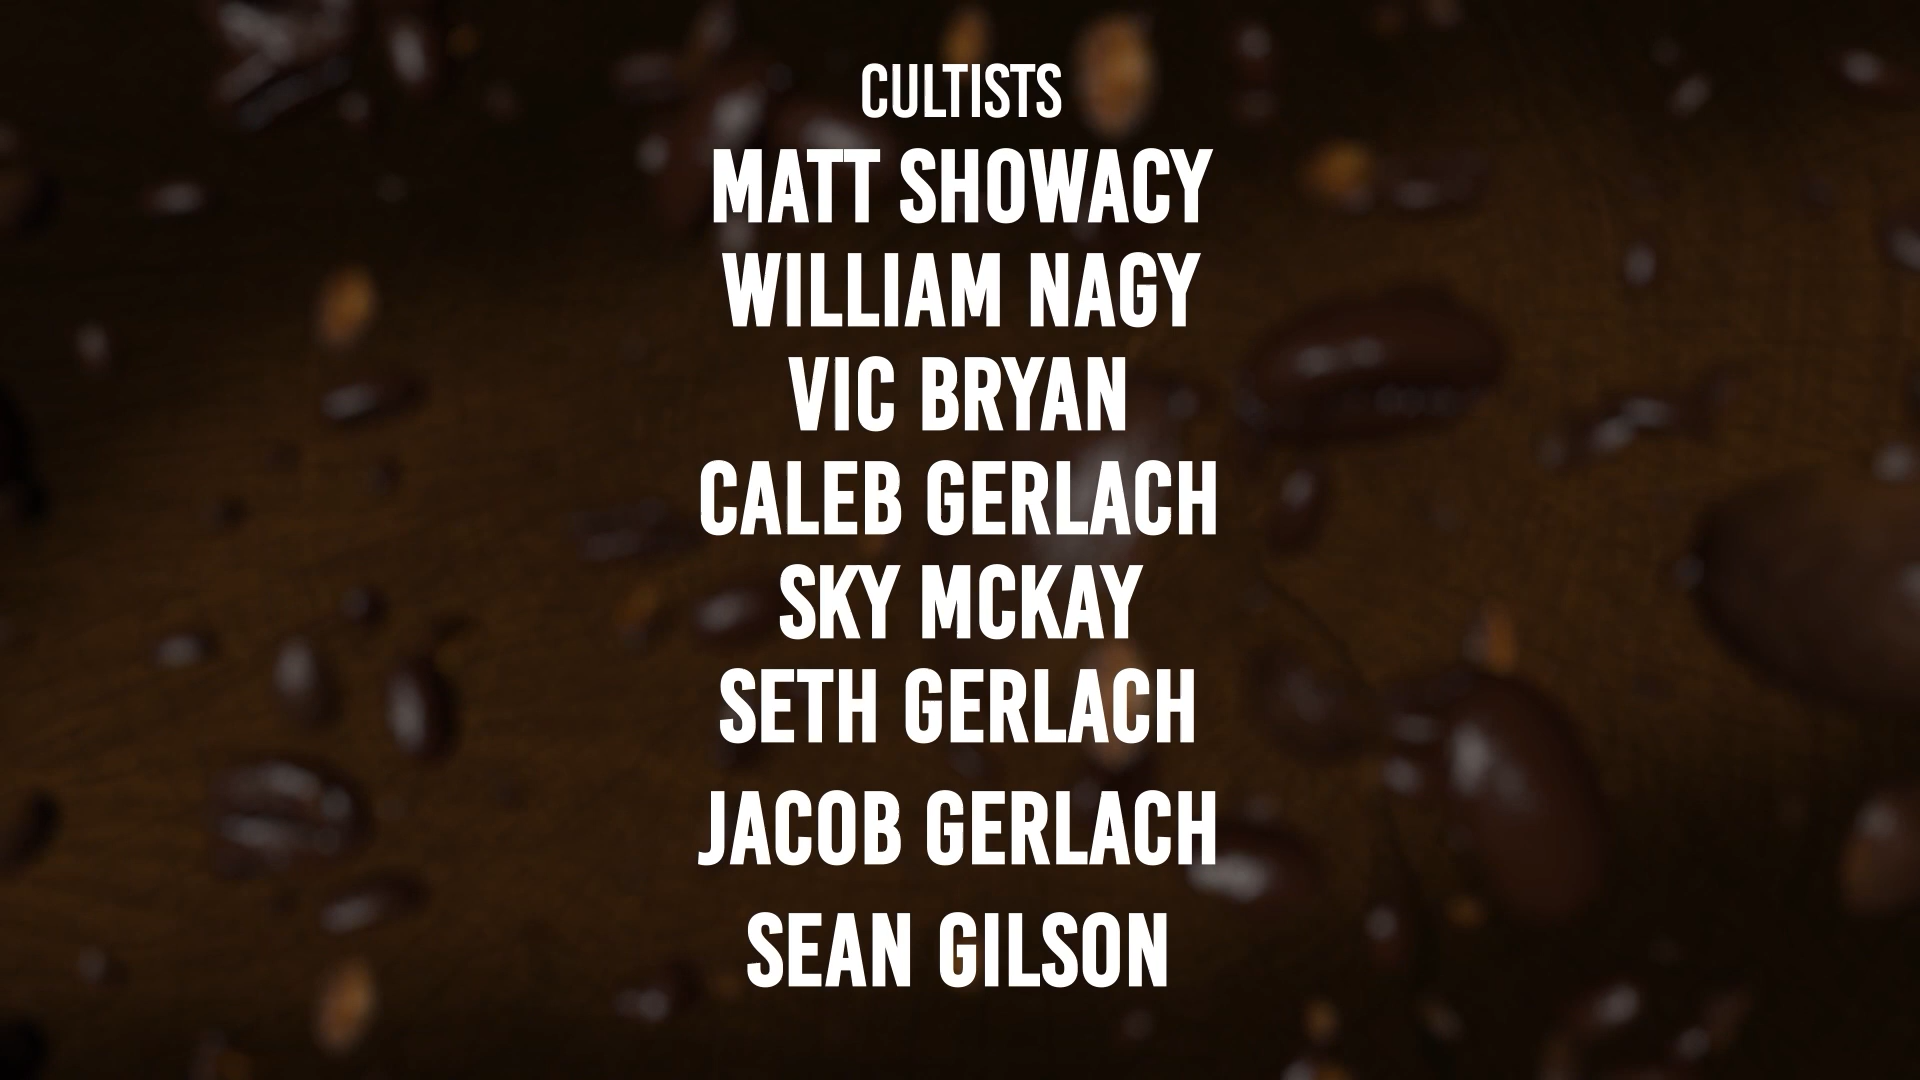 CULTISTS
MATT SHOWACY
WILLIAM NAGY
VIC BRYAN
CALEB GERLACH
SKY MCKAY
SETH GERLACH
JACOB GERLACH
SEAN GILSON